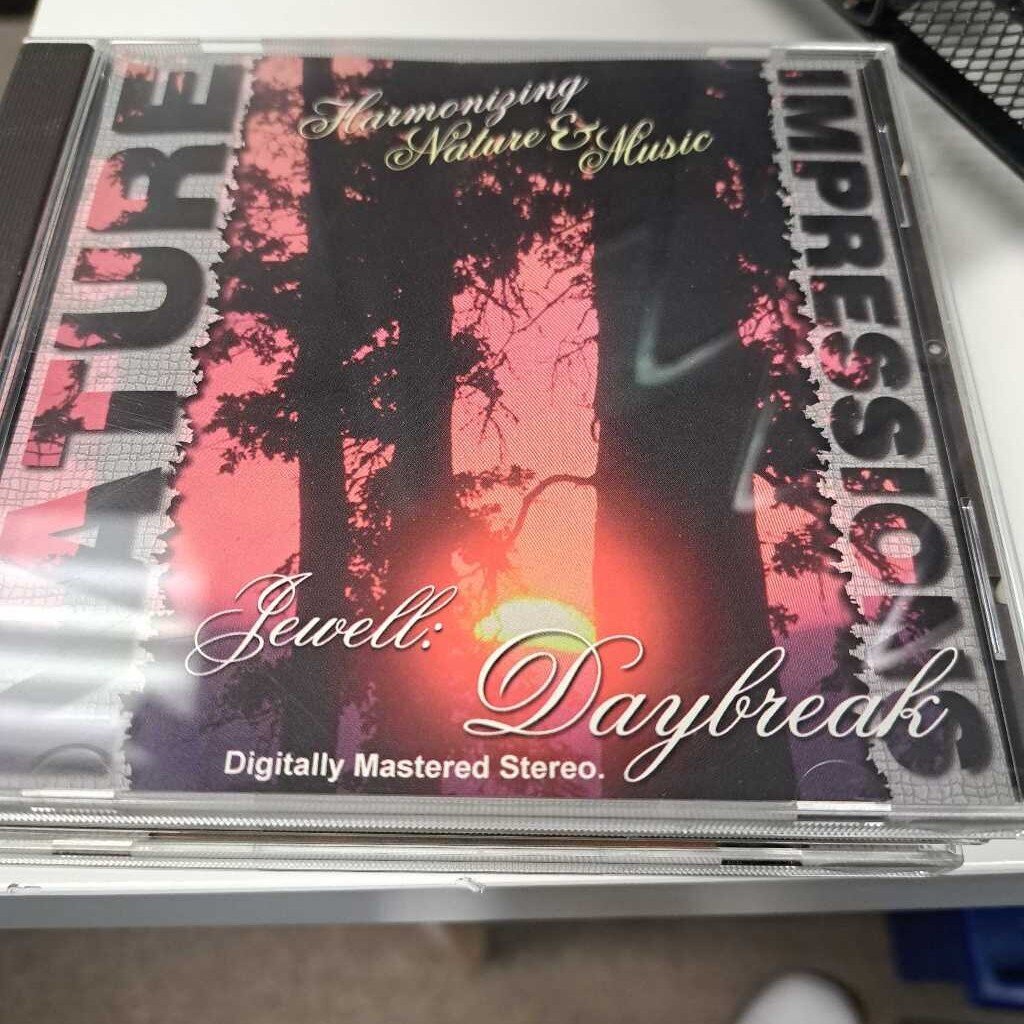 NATURE
Harmonizing
Nature & Music
IMPRESSIONS
Jewell:
Daybreak
Digitally Mastered Stereo.